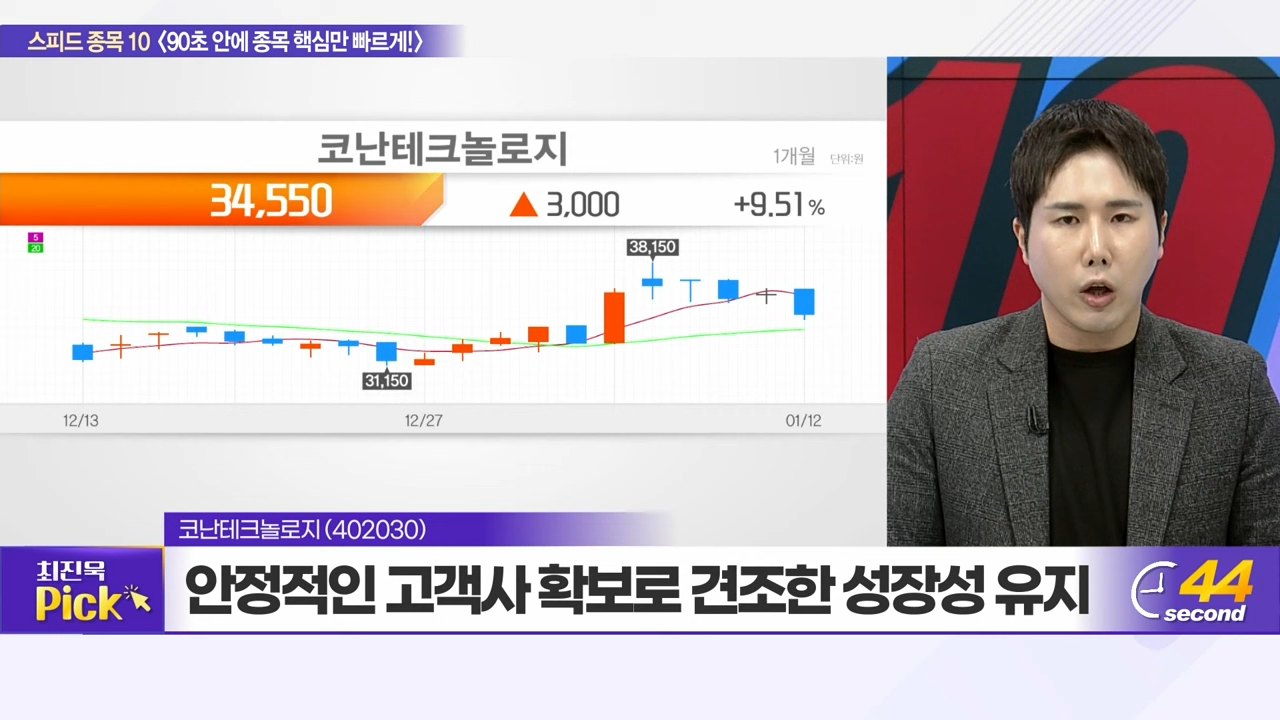 스피드 종목 10 〈90초 안에 종목 핵심만 빠르게!〉
코난테크놀로지
1개월 단위:원
34,550 ▲ 3,000 +9.51 %
5
20
38,150
31,150
12/13 12/27 01/12
코난테크놀로지 (402030)
최진욱
Pick
안정적인 고객사 확보로 견조한 성장성 유지
44
second